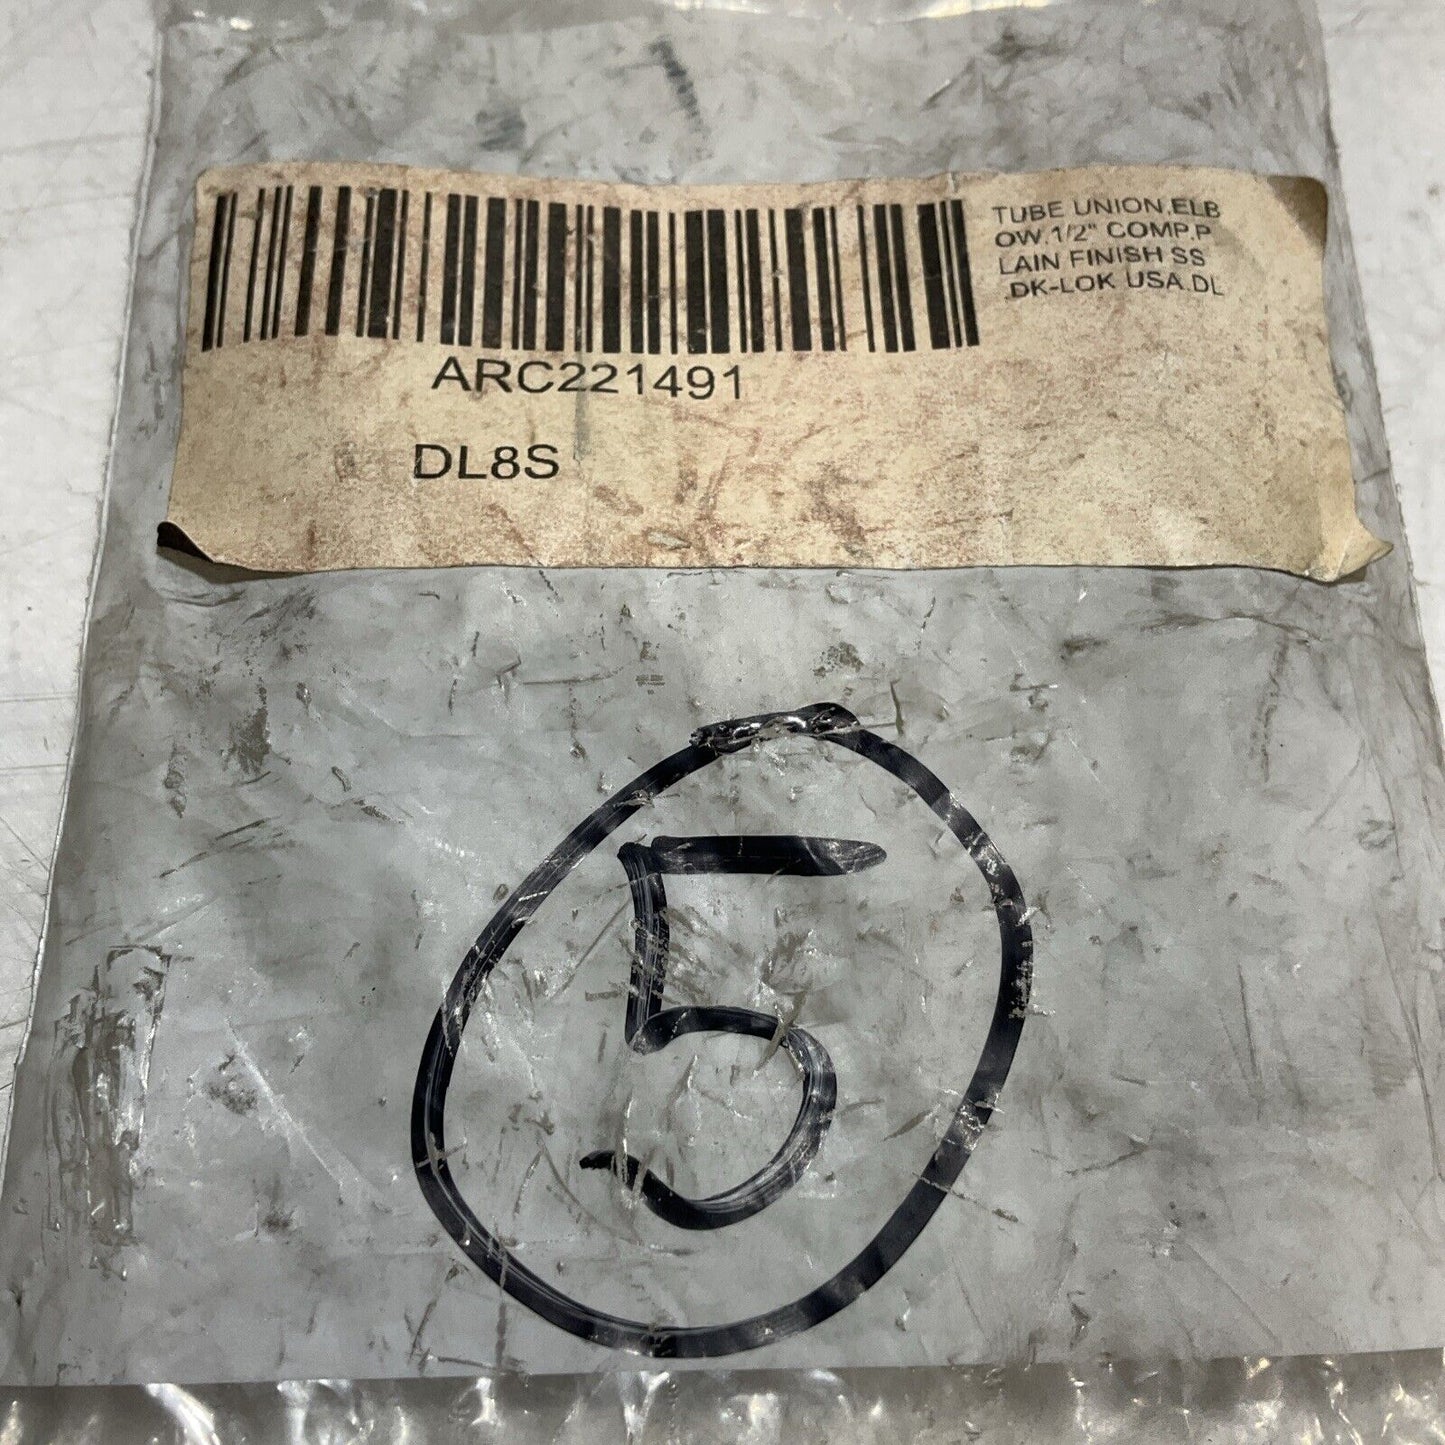 TUBE UNION,ELB
OW,1/2" COMP,P
LAIN FINISH SS
,DK-LOK USA,DL
ARC221491
DL8S
5